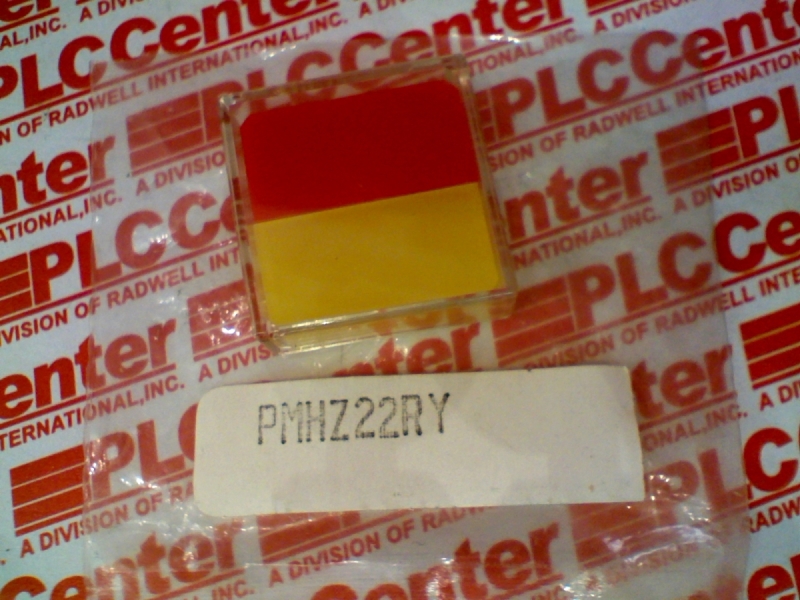 PLCCenter
A DIVISION OF RADWELL INTERNATIONAL,INC.
PMHZ22RY